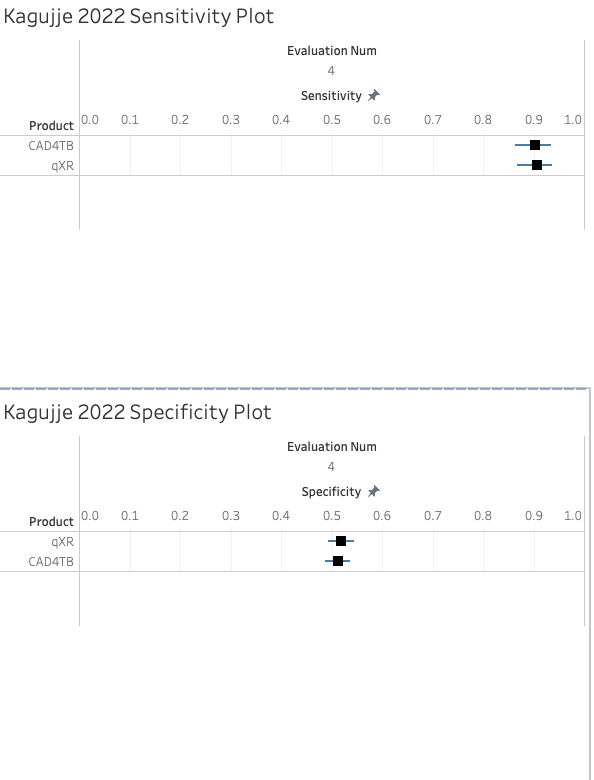 Kagujje 2022 Sensitivity Plot
Evaluation Num
4
Sensitivity
Product 0.0 0.1 0.2 0.3 0.4 0.5 0.6 0.7 0.8 0.9 1.0
CAD4TB
qXR
Kagujje 2022 Specificity Plot
Evaluation Num
4
Specificity
Product 0.0 0.1 0.2 0.3 0.4 0.5 0.6 0.7 0.8 0.9 1.0
qXR
CAD4TB